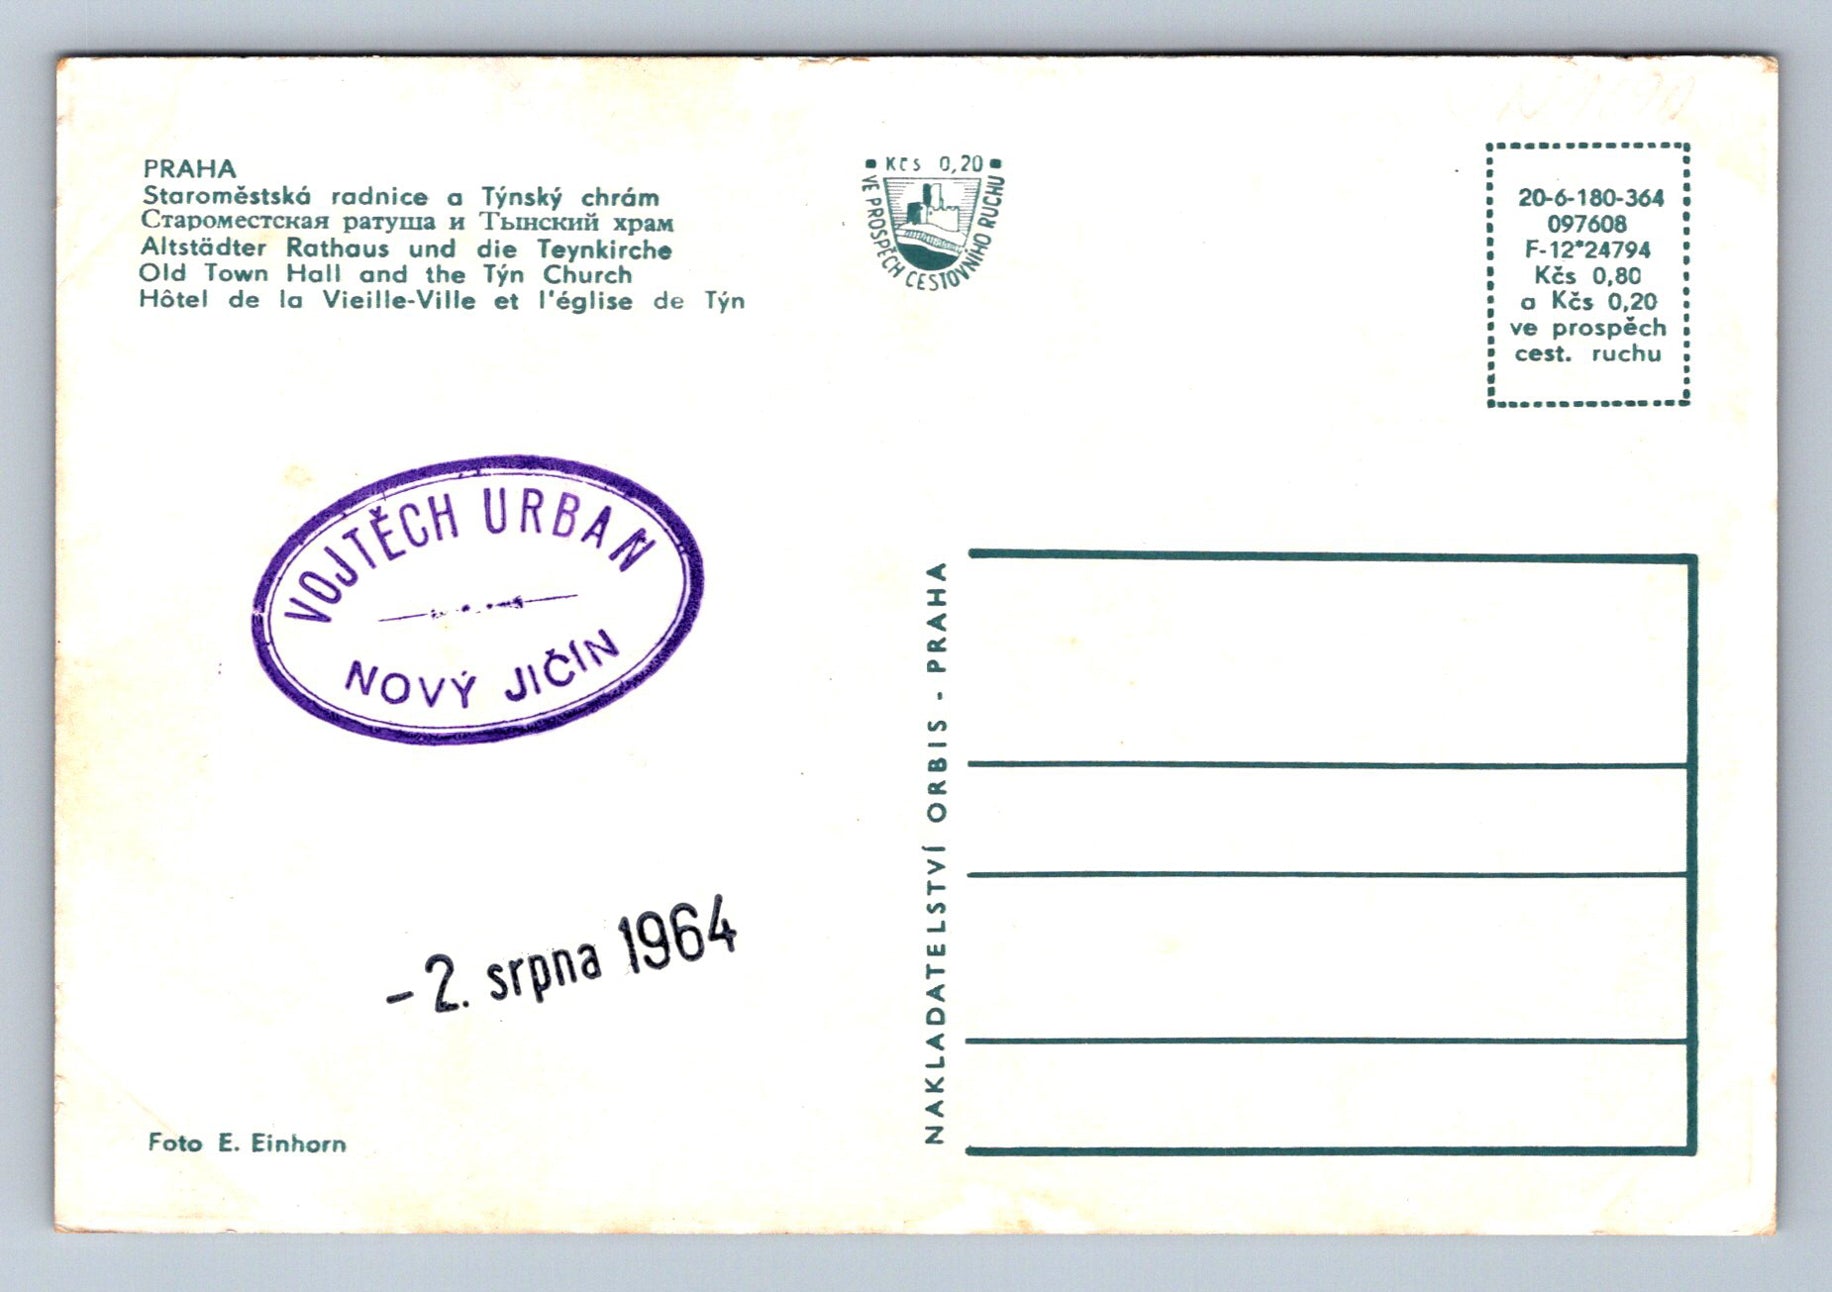 PRAHA
Staroměstská radnice a Týnský chrám
Староместская ратуша и Тынский храм
Altstädter Rathaus und die Teynkirche
Old Town Hall and the Týn Church
Hôtel de la Vieille-Ville et l'église de Týn
Kčs 0,20
VE PROSPĚCH CESTOVNÍHO RUCHU
20-6-180-364
097608
F-12*24794
Kčs 0,80
a Kčs 0,20
ve prospěch
cest. ruchu
VOJTĚCH URBAN
NOVÝ JIČÍN
- 2. srpna 1964
Foto E. Einhorn
NAKLADATELSTVÍ ORBIS - PRAHA